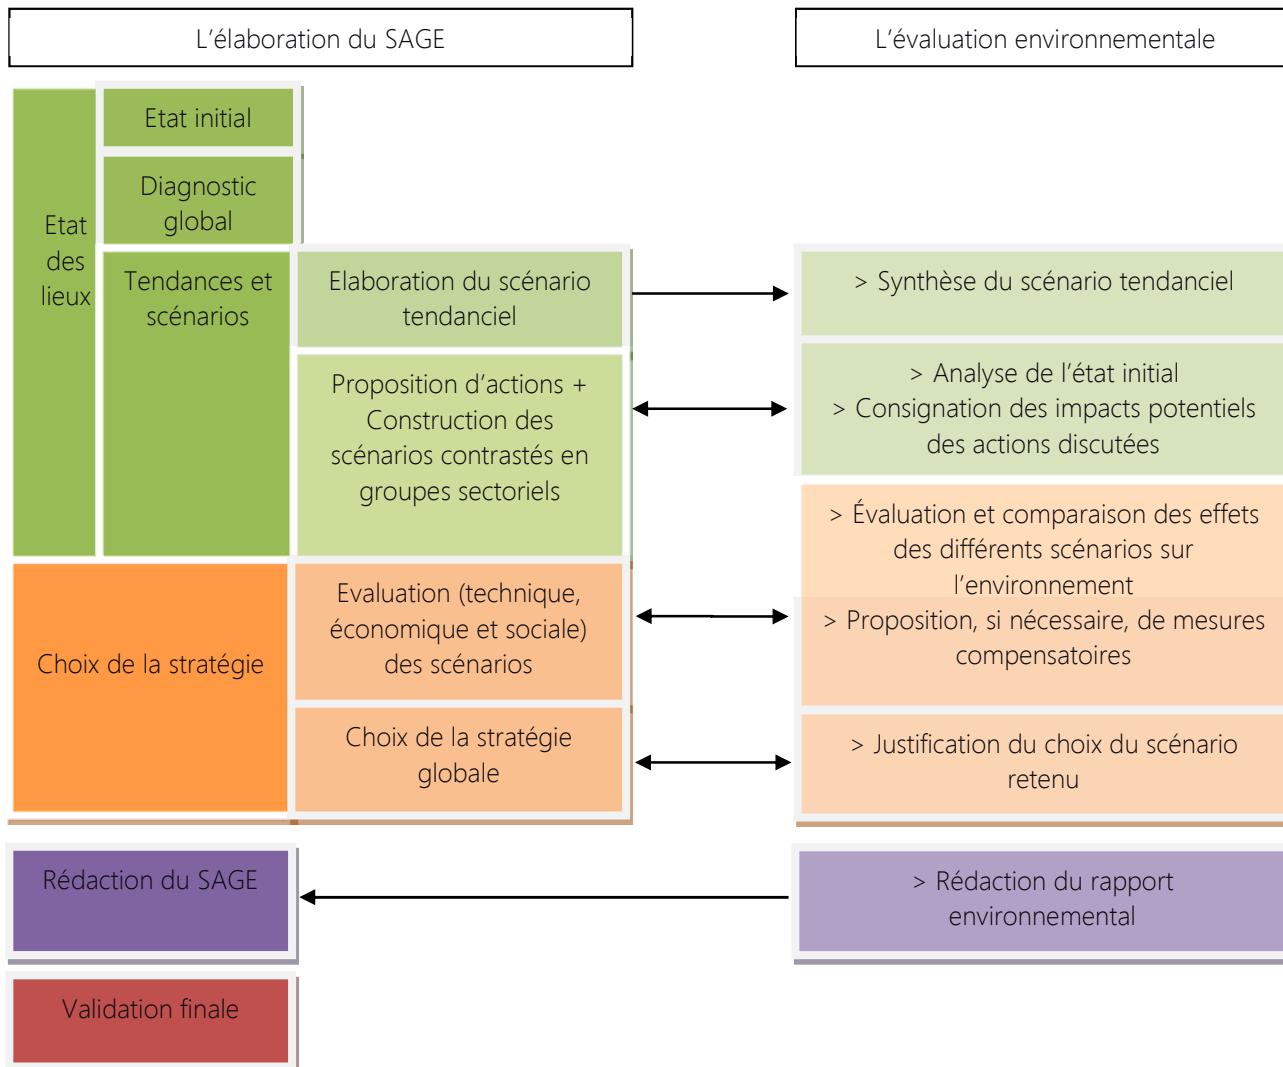 L'élaboration du SAGE
L'évaluation environnementale
Etat
des
lieux
Etat initial
Diagnostic
global
Tendances et
scénarios
Elaboration du scénario
tendanciel
> Synthèse du scénario tendanciel
Proposition d'actions +
Construction des
scénarios contrastés en
groupes sectoriels
> Analyse de l'état initial
> Consignation des impacts potentiels
des actions discutées
Choix de la stratégie
Evaluation (technique,
économique et sociale)
des scénarios
> Évaluation et comparaison des effets
des différents scénarios sur
l'environnement
> Proposition, si nécessaire, de mesures
compensatoires
Choix de la stratégie
globale
> Justification du choix du scénario
retenu
Rédaction du SAGE
> Rédaction du rapport
environnemental
Validation finale